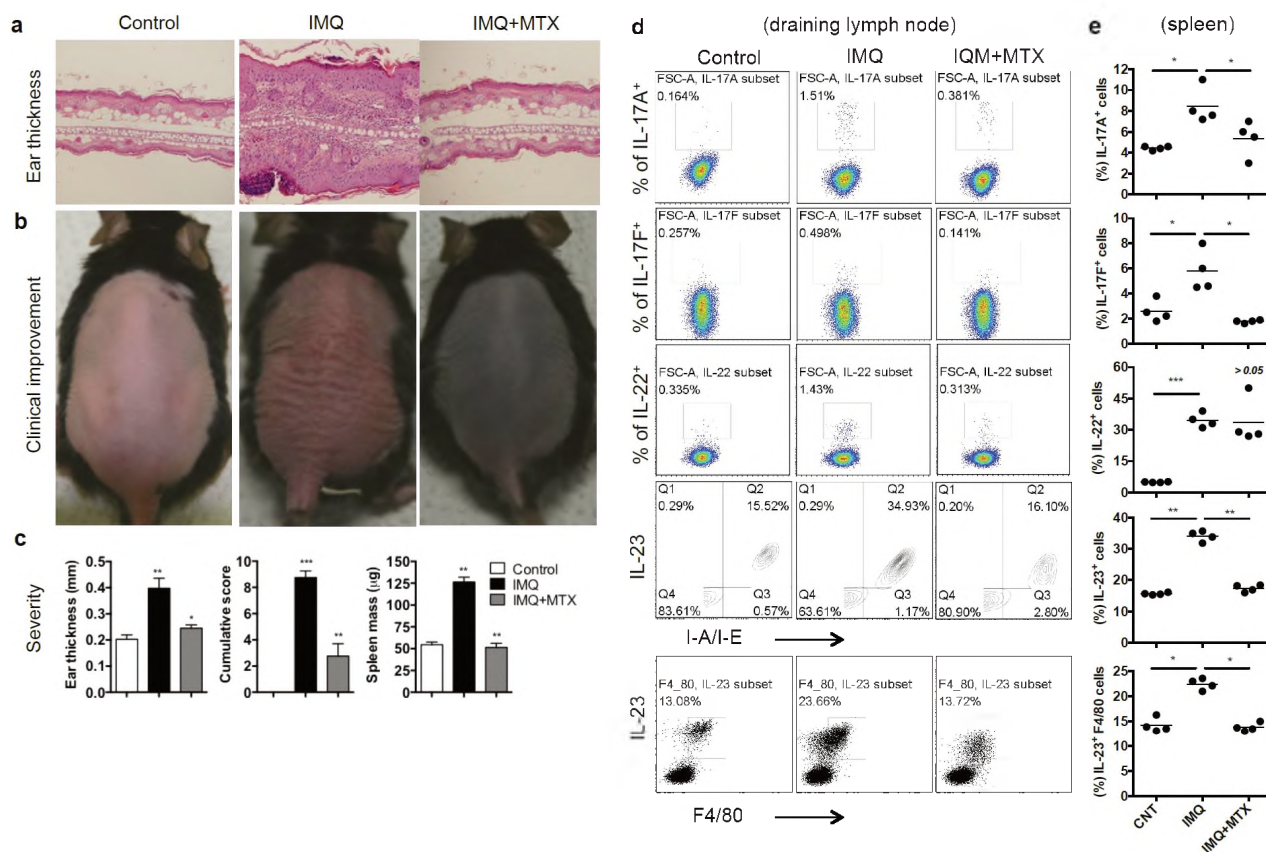 a
Control
IMQ
IMQ+MTX
Ear thickness
b
Clinical improvement
c
Severity
Ear thickness (mm)
0.6
0.4
0.2
0.0
**
*
Cumulative score
10
8
6
4
2
0
***
**
Spleen mass (µg)
150
125
100
75
50
25
0
**
**
Control
IMQ
IMQ+MTX
d
(draining lymph node)
Control
IMQ
IQM+MTX
% of IL-17A⁺
FSC-A, IL-17A subset
0.164%
FSC-A, IL-17A subset
1.51%
FSC-A, IL-17A subset
0.381%
% of IL-17F⁺
FSC-A, IL-17F subset
0.257%
FSC-A, IL-17F subset
0.498%
FSC-A, IL-17F subset
0.141%
% of IL-22⁺
FSC-A, IL-22 subset
0.335%
FSC-A, IL-22 subset
1.43%
FSC-A, IL-22 subset
0.313%
IL-23
Q1
0.29%
Q2
15.52%
Q4
83.61%
Q3
0.57%
Q1
0.29%
Q2
34.93%
Q4
63.61%
Q3
1.17%
Q1
0.20%
Q2
16.10%
Q4
80.90%
Q3
2.80%
I-A/I-E
IL-23
F4_80, IL-23 subset
13.08%
F4_80, IL-23 subset
23.66%
F4_80, IL-23 subset
13.72%
F4/80
e
(spleen)
(%) IL-17A⁺ cells
12
10
8
6
4
2
0
*
*
(%) IL-17F⁺ cells
10
8
6
4
2
0
*
*
(%) IL-22⁺ cells
60
45
30
15
0
***
> 0.05
(%) IL-23⁺ cells
40
30
20
10
0
**
**
(%) IL-23⁺ F4/80 cells
25
20
15
10
5
0
*
*
CNT
IMQ
IMQ+MTX